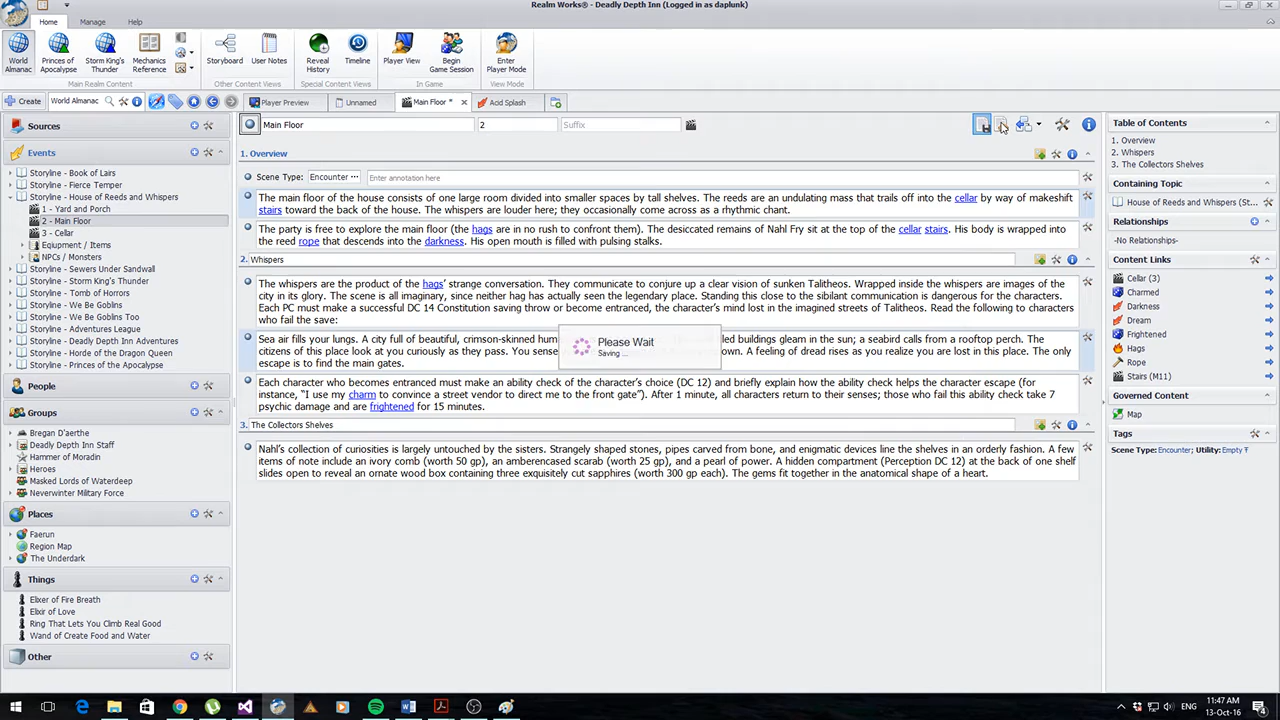 Realm Works® - Deadly Depth Inn (Logged in as daplunk)
Home
Manage
Help
World Almanac
Princes of Apocalypse
Storm King's Thunder
Mechanics Reference
Storyboard
User Notes
Reveal History
Timeline
Player View
Begin Game Session
Enter Player Mode
Main Realm Content
Other Content Views
Special Content Views
In Game
View Mode
Create
World Almanac
Player Preview
Unnamed
Main Floor *
Acid Splash
Sources
Events
Storyline - Book of Lairs
Storyline - Fierce Temper
Storyline - House of Reeds and Whispers
1 - Yard and Porch
2 - Main Floor
3 - Cellar
Eqiupment / Items
NPCs / Monsters
Storyline - Sewers Under Sandwall
Storyline - Storm King's Thunder
Storyline - Tomb of Horrors
Storyline - We Be Goblins
Storyline - We Be Goblins Too
Storyline - Adventures League
Storyline - Deadly Depth Inn Adventures
Storyline - Horde of the Dragon Queen
Storyline - Princes of the Apocalypse
People
Groups
Bregan D'aerthe
Deadly Depth Inn Staff
Hammer of Moradin
Heroes
Masked Lords of Waterdeep
Neverwinter Military Force
Places
Faerun
Region Map
The Underdark
Things
Elixer of Fire Breath
Elixir of Love
Ring That Lets You Climb Real Good
Wand of Create Food and Water
Other
Main Floor
2
Suffix
1. Overview
Scene Type: Encounter
Enter annotation here
The main floor of the house consists of one large room divided into smaller spaces by tall shelves. The reeds are an undulating mass that trails off into the cellar by way of makeshift
stairs toward the back of the house. The whispers are louder here; they occasionally come across as a rhythmic chant.
The party is free to explore the main floor (the hags are in no rush to confront them). The desiccated remains of Nahl Fry sit at the top of the cellar stairs. His body is wrapped into
the reed rope that descends into the darkness. His open mouth is filled with pulsing stalks.
2. Whispers
The whispers are the product of the hags' strange conversation. They communicate to conjure up a clear vision of sunken Talitheos. Wrapped inside the whispers are images of the
city in its glory. The scene is all imaginary, since neither hag has actually seen the legendary place. Standing this close to the sibilant communication is dangerous for the characters.
Each PC must make a successful DC 14 Constitution saving throw or become entranced, the character's mind lost in the imagined streets of Talitheos. Read the following to characters
who fail the save:
Sea air fills your lungs. A city full of beautiful, crimson-skinned hum
led buildings gleam in the sun; a seabird calls from a rooftop perch. The
citizens of this place look at you curiously as they pass. You sense
own. A feeling of dread rises as you realize you are lost in this place. The only
escape is to find the main gates.
Please Wait
Saving ...
Each character who becomes entranced must make an ability check of the character's choice (DC 12) and briefly explain how the ability check helps the character escape (for
instance, "I use my charm to convince a street vendor to direct me to the front gate"). After 1 minute, all characters return to their senses; those who fail this ability check take 7
psychic damage and are frightened for 15 minutes.
3. The Collectors Shelves
Nahl's collection of curiosities is largely untouched by the sisters. Strangely shaped stones, pipes carved from bone, and enigmatic devices line the shelves in an orderly fashion. A few
items of note include an ivory comb (worth 50 gp), an amberencased scarab (worth 25 gp), and a pearl of power. A hidden compartment (Perception DC 12) at the back of one shelf
slides open to reveal an ornate wood box containing three exquisitely cut sapphires (worth 300 gp each). The gems fit together in the anatomical shape of a heart.
Table of Contents
1. Overview
2. Whispers
3. The Collectors Shelves
Containing Topic
House of Reeds and Whispers (St...
Relationships
-No Relationships-
Content Links
Cellar (3)
Charmed
Darkness
Dream
Frightened
Hags
Rope
Stairs (M11)
Governed Content
Map
Tags
Scene Type: Encounter; Utility: Empty
ENG
11:47 AM
13-Oct-16